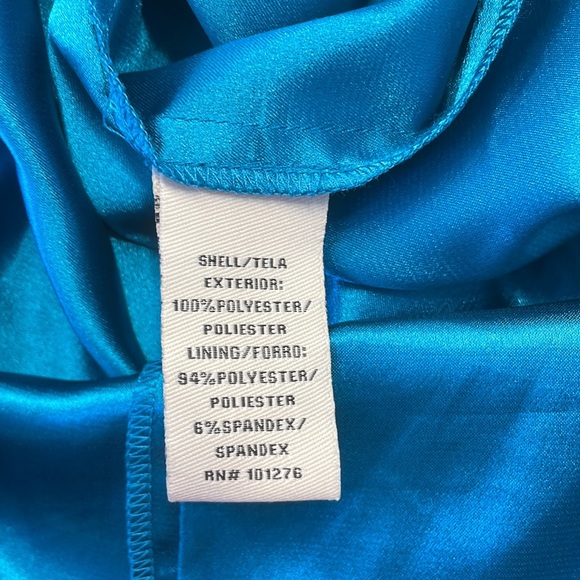 SHELL/TELA
EXTERIOR:
100%POLYESTER/
POLIESTER
LINING/FORRO:
94%POLYESTER/
POLIESTER
6%SPANDEX/
SPANDEX
RN# 101276